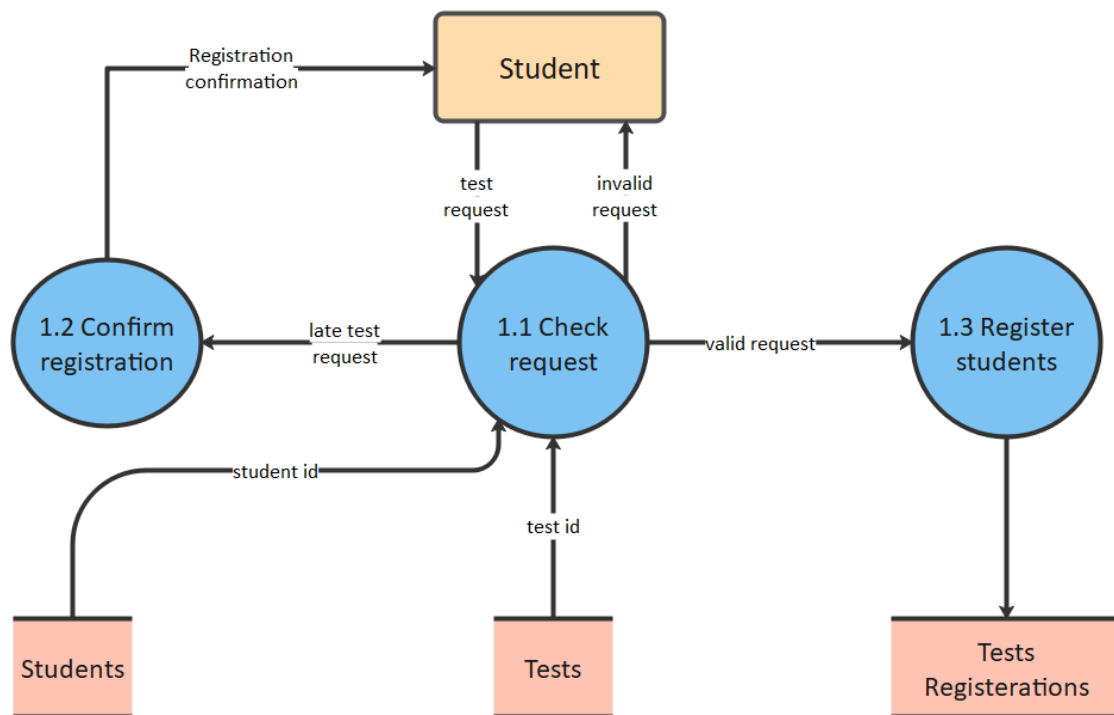 Registration
confirmation
Student
test
request
invalid
request
1.2 Confirm
registration
late test
request
1.1 Check
request
valid request
1.3 Register
students
student id
test id
Students
Tests
Tests
Registerations